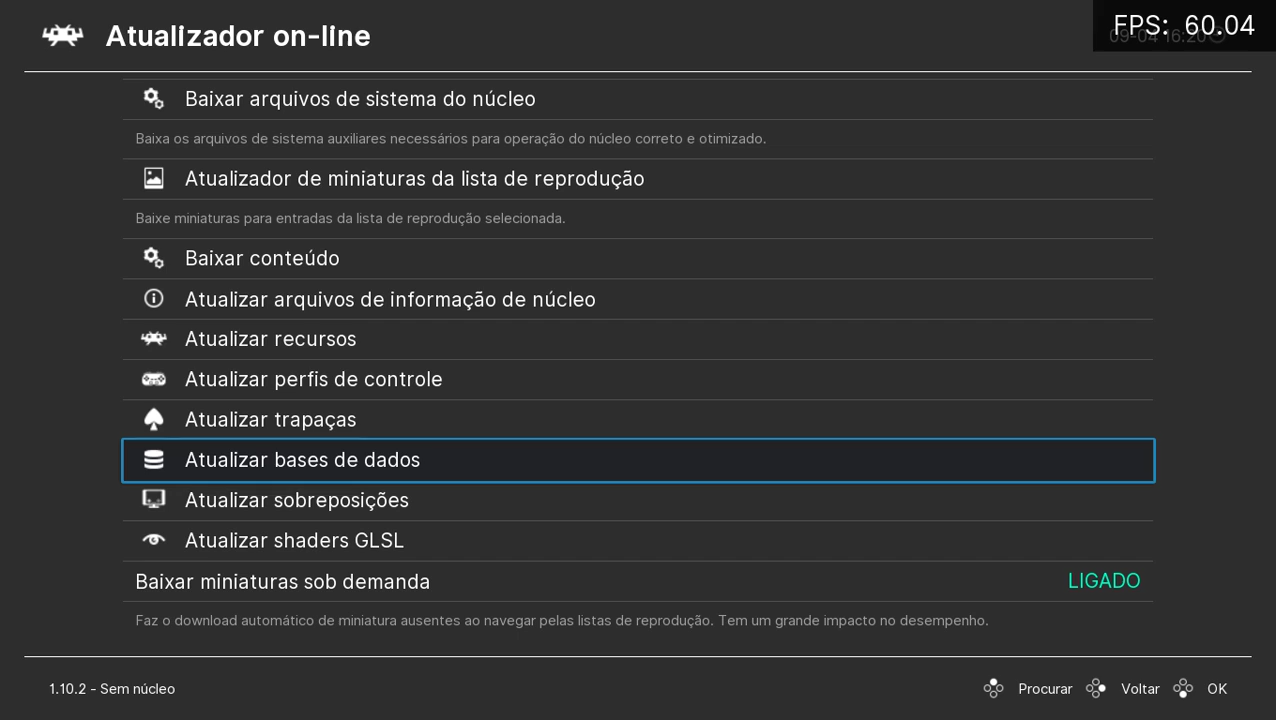 Atualizador on-line
FPS: 60.04
09-04 16:20
Baixar arquivos de sistema do núcleo
Baixa os arquivos de sistema auxiliares necessários para operação do núcleo correto e otimizado.
Atualizador de miniaturas da lista de reprodução
Baixe miniaturas para entradas da lista de reprodução selecionada.
Baixar conteúdo
Atualizar arquivos de informação de núcleo
Atualizar recursos
Atualizar perfis de controle
Atualizar trapaças
Atualizar bases de dados
Atualizar sobreposições
Atualizar shaders GLSL
Baixar miniaturas sob demanda LIGADO
Faz o download automático de miniatura ausentes ao navegar pelas listas de reprodução. Tem um grande impacto no desempenho.
1.10.2 - Sem núcleo Procurar Voltar OK